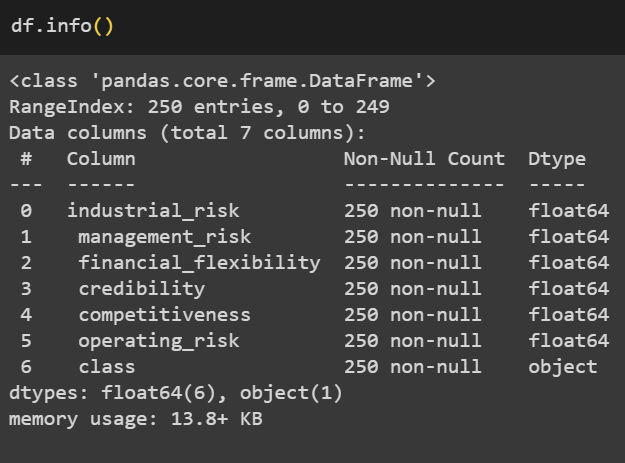 df.info()
<class 'pandas.core.frame.DataFrame'>
RangeIndex: 250 entries, 0 to 249
Data columns (total 7 columns):
 #   Column                  Non-Null Count  Dtype
---  ------                  --------------  -----
 0   industrial_risk         250 non-null    float64
 1    management_risk        250 non-null    float64
 2    financial_flexibility  250 non-null    float64
 3    credibility            250 non-null    float64
 4    competitiveness        250 non-null    float64
 5    operating_risk         250 non-null    float64
 6    class                  250 non-null    object
dtypes: float64(6), object(1)
memory usage: 13.8+ KB